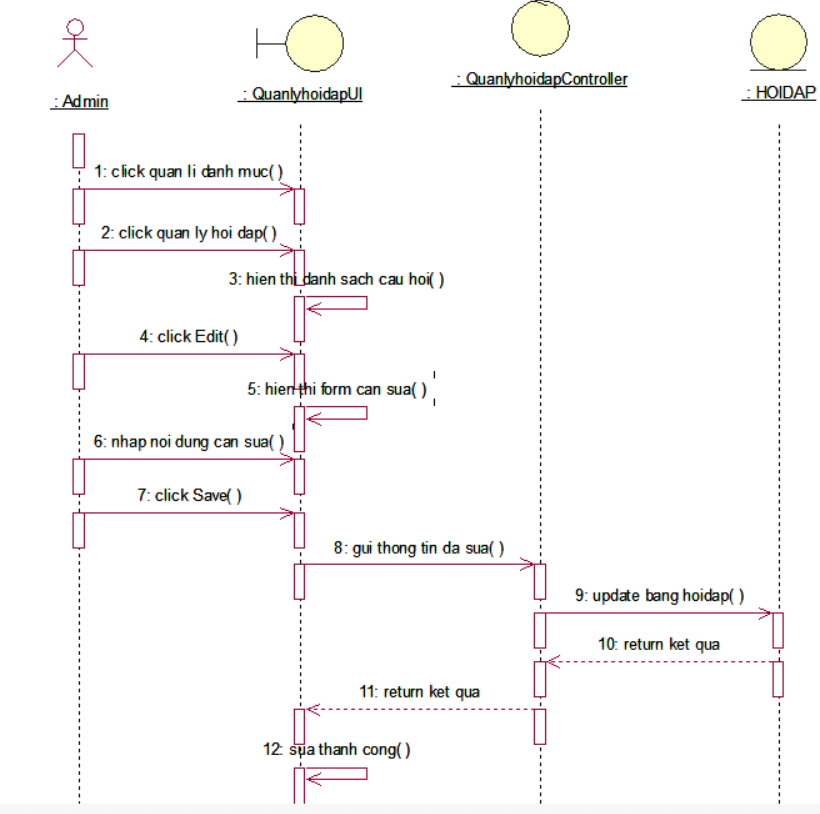 : Admin
: QuanlyhoidapUI
: QuanlyhoidapController
: HOIDAP
1: click quan li danh muc( )
2: click quan ly hoi dap( )
3: hien thi danh sach cau hoi( )
4: click Edit( )
5: hien thi form can sua( )
6: nhap noi dung can sua( )
7: click Save( )
8: gui thong tin da sua( )
9: update bang hoidap( )
10: return ket qua
11: return ket qua
12: sua thanh cong( )